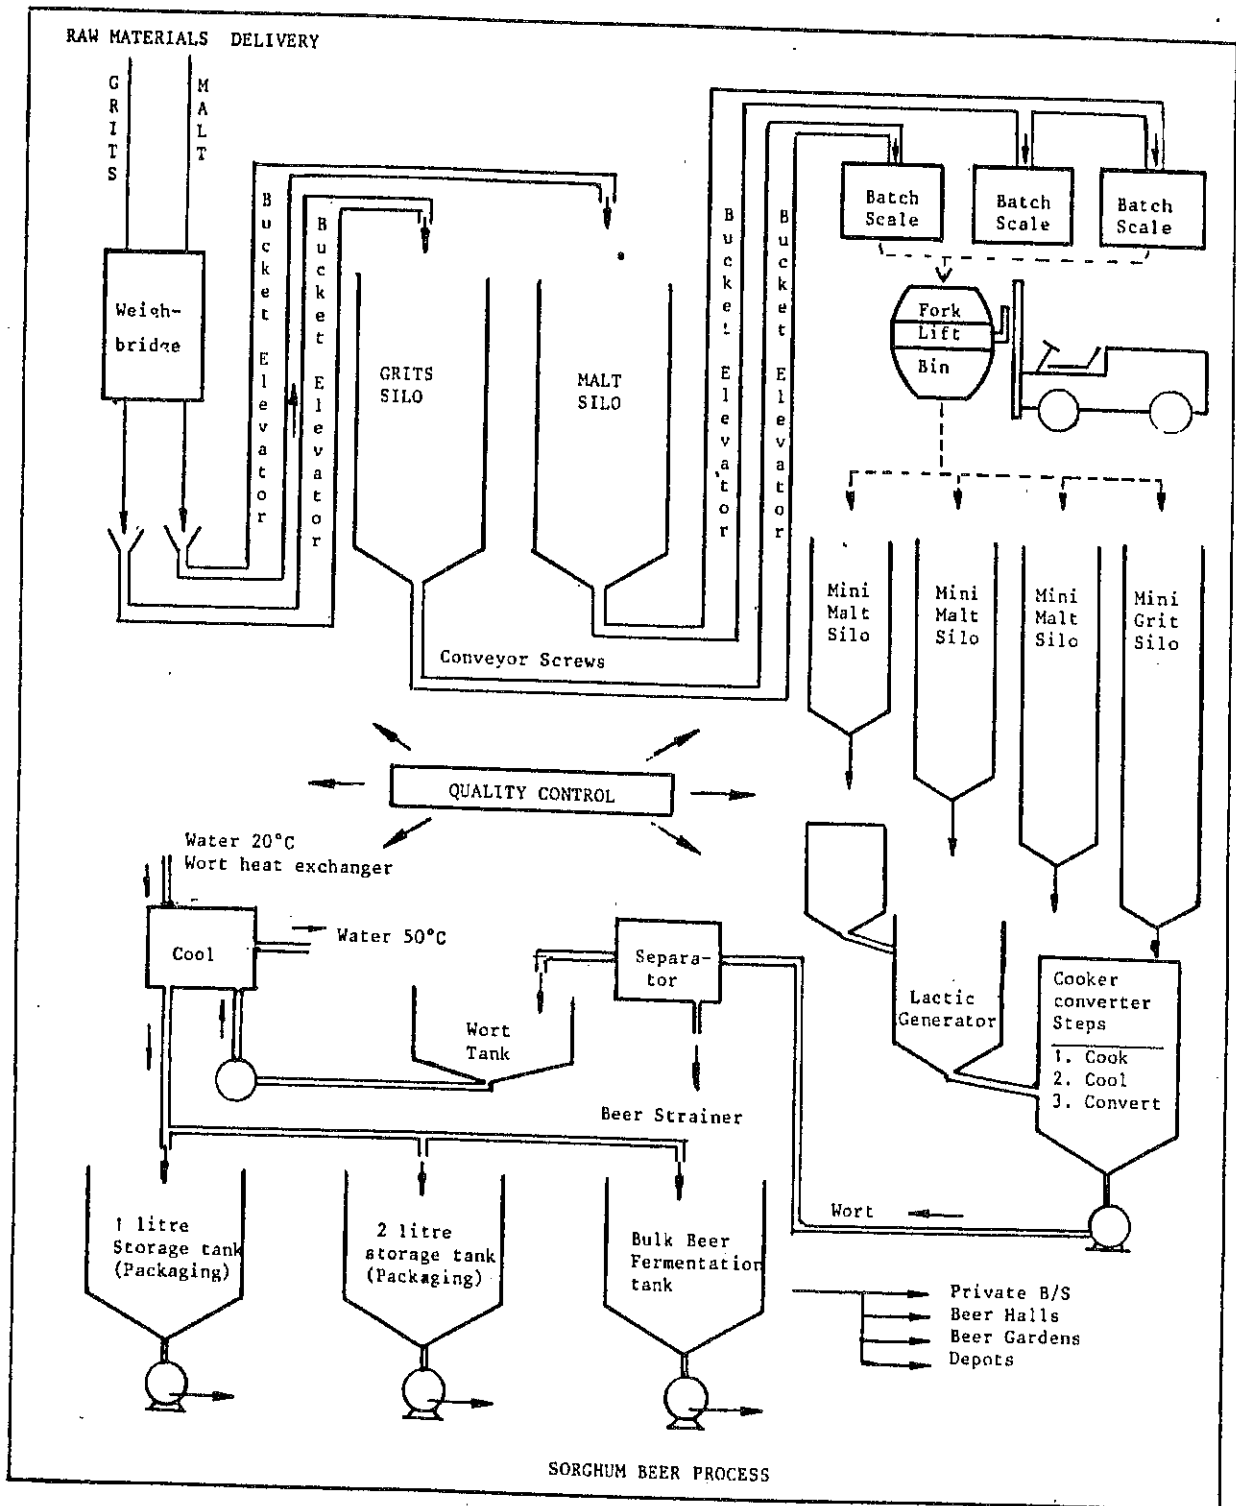 RAW MATERIALS DELIVERY
GRITS
MALT
Weigh-
bridge
Bucket Elevator
Bucket Elevator
GRITS
SILO
MALT
SILO
Bucket Elevator
Bucket Elevator
Batch
Scale
Batch
Scale
Batch
Scale
Fork
Lift
Bin
Mini
Malt
Silo
Mini
Malt
Silo
Mini
Malt
Silo
Mini
Grit
Silo
Conveyor Screws
QUALITY CONTROL
Water 20°C
Wort heat exchanger
Cool
Water 50°C
Separa-
tor
Wort
Tank
Lactic
Generator
Cooker
converter
Steps
1. Cook
2. Cool
3. Convert
Beer Strainer
Wort
1 litre
Storage tank
(Packaging)
2 litre
storage tank
(Packaging)
Bulk Beer
Fermentation
tank
Private B/S
Beer Halls
Beer Gardens
Depots
SORGHUM BEER PROCESS